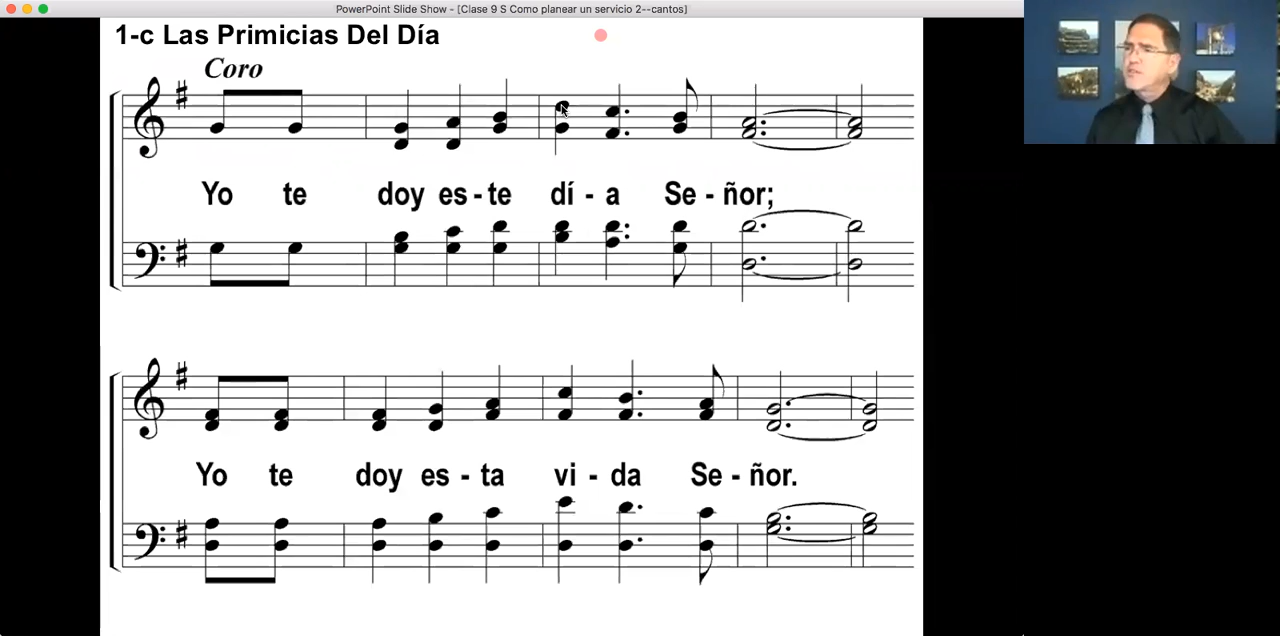 PowerPoint Slide Show - [Clase 9 S Como planear un servicio 2--cantos]
1-c Las Primicias Del Día
Coro
Yo te doy es - te dí - a Se - ñor;
Yo te doy es - ta vi - da Se - ñor.